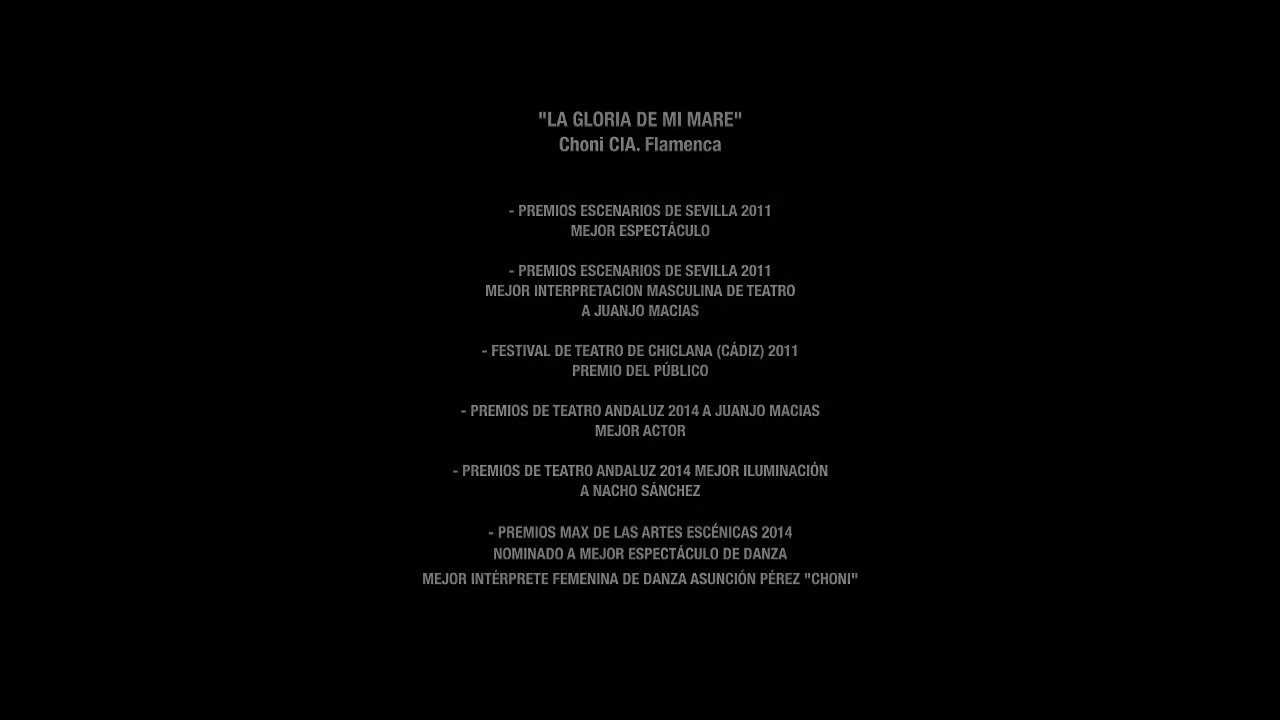 "LA GLORIA DE MI MARE"
Choni CIA. Flamenca
- PREMIOS ESCENARIOS DE SEVILLA 2011
MEJOR ESPECTÁCULO
- PREMIOS ESCENARIOS DE SEVILLA 2011
MEJOR INTERPRETACION MASCULINA DE TEATRO
A JUANJO MACIAS
- FESTIVAL DE TEATRO DE CHICLANA (CÁDIZ) 2011
PREMIO DEL PÚBLICO
- PREMIOS DE TEATRO ANDALUZ 2014 A JUANJO MACIAS
MEJOR ACTOR
- PREMIOS DE TEATRO ANDALUZ 2014 MEJOR ILUMINACIÓN
A NACHO SÁNCHEZ
- PREMIOS MAX DE LAS ARTES ESCÉNICAS 2014
NOMINADO A MEJOR ESPECTÁCULO DE DANZA
MEJOR INTÉRPRETE FEMENINA DE DANZA ASUNCIÓN PÉREZ "CHONI"